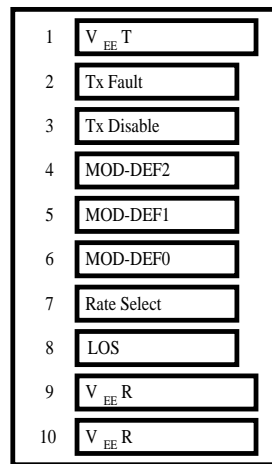 1 V EE T
2 Tx Fault
3 Tx Disable
4 MOD-DEF2
5 MOD-DEF1
6 MOD-DEF0
7 Rate Select
8 LOS
9 V EE R
10 V EE R